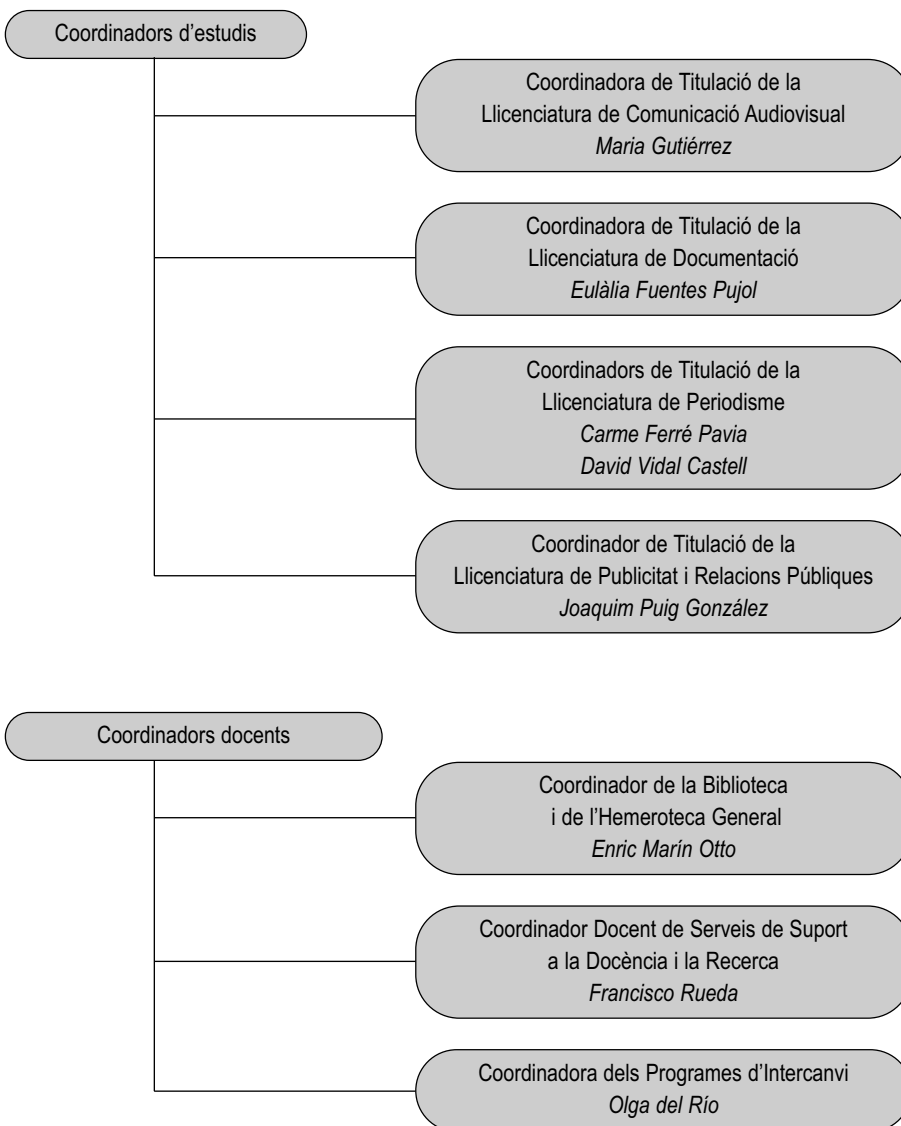 Coordinadors d’estudis
Coordinadora de Titulació de la
Llicenciatura de Comunicació Audiovisual
Maria Gutiérrez
Coordinadora de Titulació de la
Llicenciatura de Documentació
Eulàlia Fuentes Pujol
Coordinadors de Titulació de la
Llicenciatura de Periodisme
Carme Ferré Pavia
David Vidal Castell
Coordinador de Titulació de la
Llicenciatura de Publicitat i Relacions Públiques
Joaquim Puig González
Coordinadors docents
Coordinador de la Biblioteca
i de l’Hemeroteca General
Enric Marín Otto
Coordinador Docent de Serveis de Suport
a la Docència i la Recerca
Francisco Rueda
Coordinadora dels Programes d’Intercanvi
Olga del Río